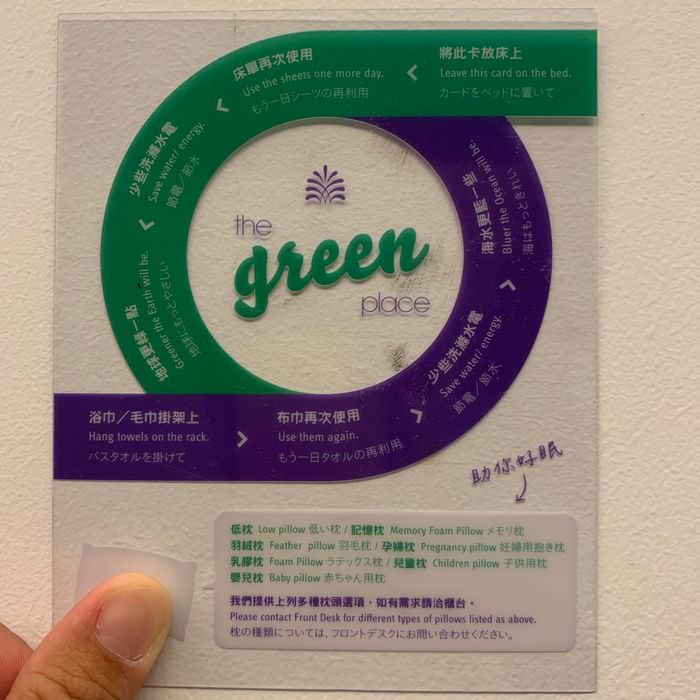 將此卡放床上
Leave this card on the bed.
カードをベッドに置いて
床單再次使用
Use the sheets one more day.
もう一日シーツの再利用
少些洗滌水電
Save water/ energy.
節電／節水
地球更綠一點
Greener the Earth will be.
地球にもっとやさしい
the
green
place
浴巾／毛巾掛架上
Hang towels on the rack.
バスタオルを掛けて
布巾再次使用
Use them again.
もう一日タオルの再利用
少些洗滌水電
Save water/ energy.
節電／節水
海水更藍一些
Bluer the Ocean will be.
海はもっときれい
助你好眠
低枕 Low pillow 低い枕 / 記憶枕 Memory Foam Pillow メモリ枕
羽絨枕 Feather pillow 羽毛枕 / 孕婦枕 Pregnancy pillow 妊婦用抱き枕
乳膠枕 Foam Pillow ラテックス枕 / 兒童枕 Children pillow 子供用枕
嬰兒枕 Baby pillow 赤ちゃん用枕
我們提供上列多種枕頭選項，如有需求請洽櫃台。
Please contact Front Desk for different types of pillows listed as above.
枕の種類については、フロントデスクにお問い合わせください。